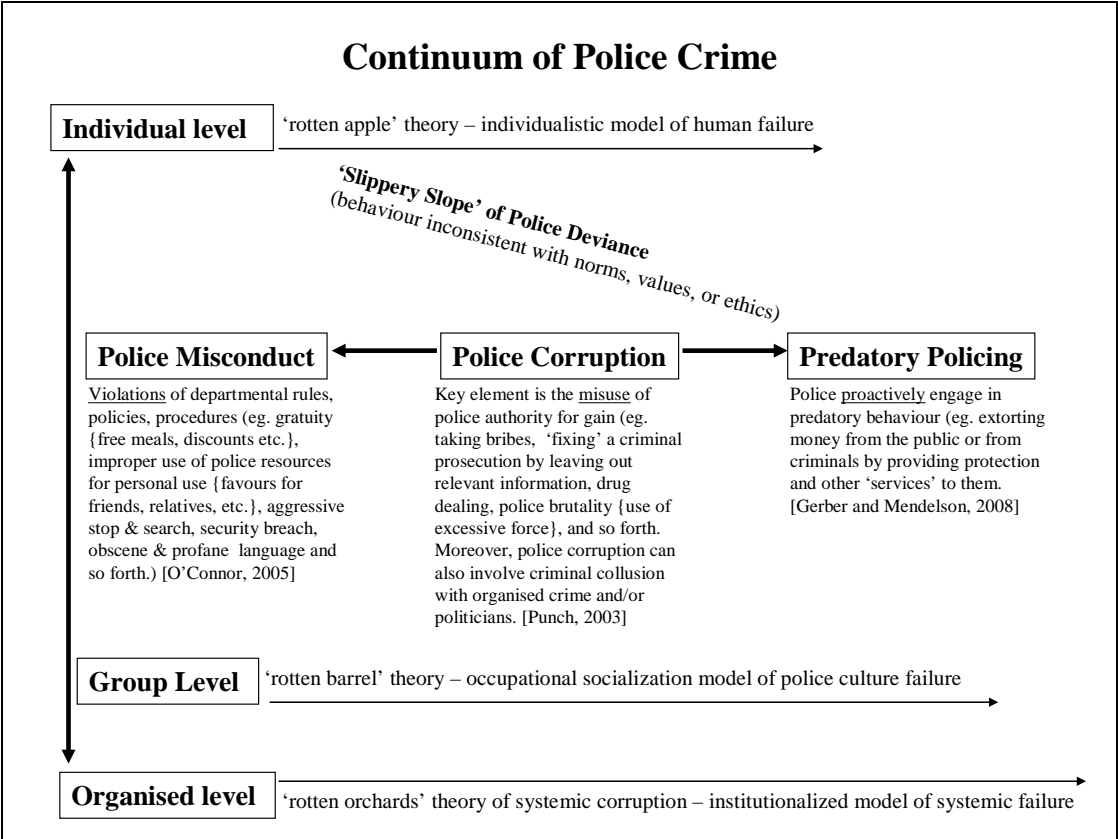 Continuum of Police Crime
Individual level
‘rotten apple’ theory – individualistic model of human failure
‘Slippery Slope’ of Police Deviance
(behaviour inconsistent with norms, values, or ethics)
Police Misconduct
Violations of departmental rules,
policies, procedures (eg. gratuity
{free meals, discounts etc.},
improper use of police resources
for personal use {favours for
friends, relatives, etc.}, aggressive
stop & search, security breach,
obscene & profane language and
so forth.) [O’Connor, 2005]
Police Corruption
Key element is the misuse of
police authority for gain (eg.
taking bribes, ‘fixing’ a criminal
prosecution by leaving out
relevant information, drug
dealing, police brutality {use of
excessive force}, and so forth.
Moreover, police corruption can
also involve criminal collusion
with organised crime and/or
politicians. [Punch, 2003]
Predatory Policing
Police proactively engage in
predatory behaviour (eg. extorting
money from the public or from
criminals by providing protection
and other ‘services’ to them.
[Gerber and Mendelson, 2008]
Group Level
‘rotten barrel’ theory – occupational socialization model of police culture failure
Organised level
‘rotten orchards’ theory of systemic corruption – institutionalized model of systemic failure